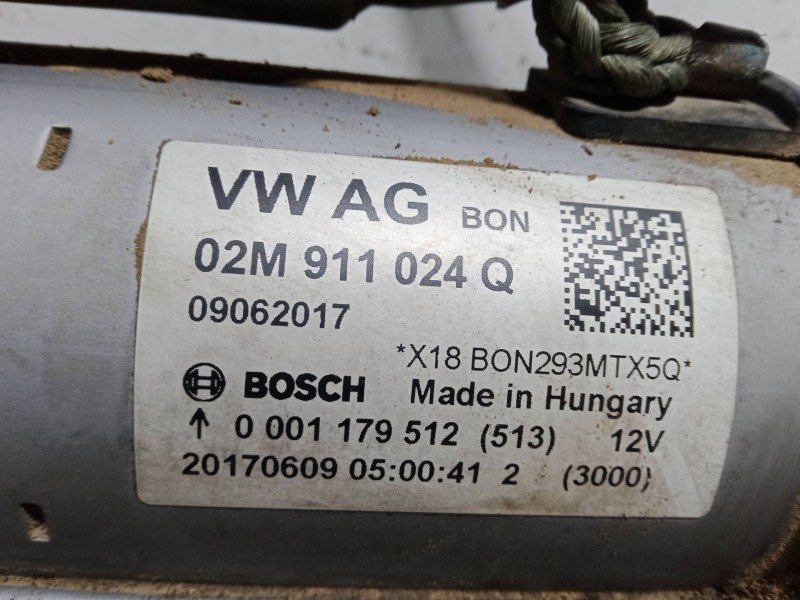 VW AG BON
02M 911 024 Q
09062017
*X18 BON293MTX5Q*
BOSCH Made in Hungary
↑ 0 001 179 512 (513) 12V
20170609 05:00:41 2 (3000)